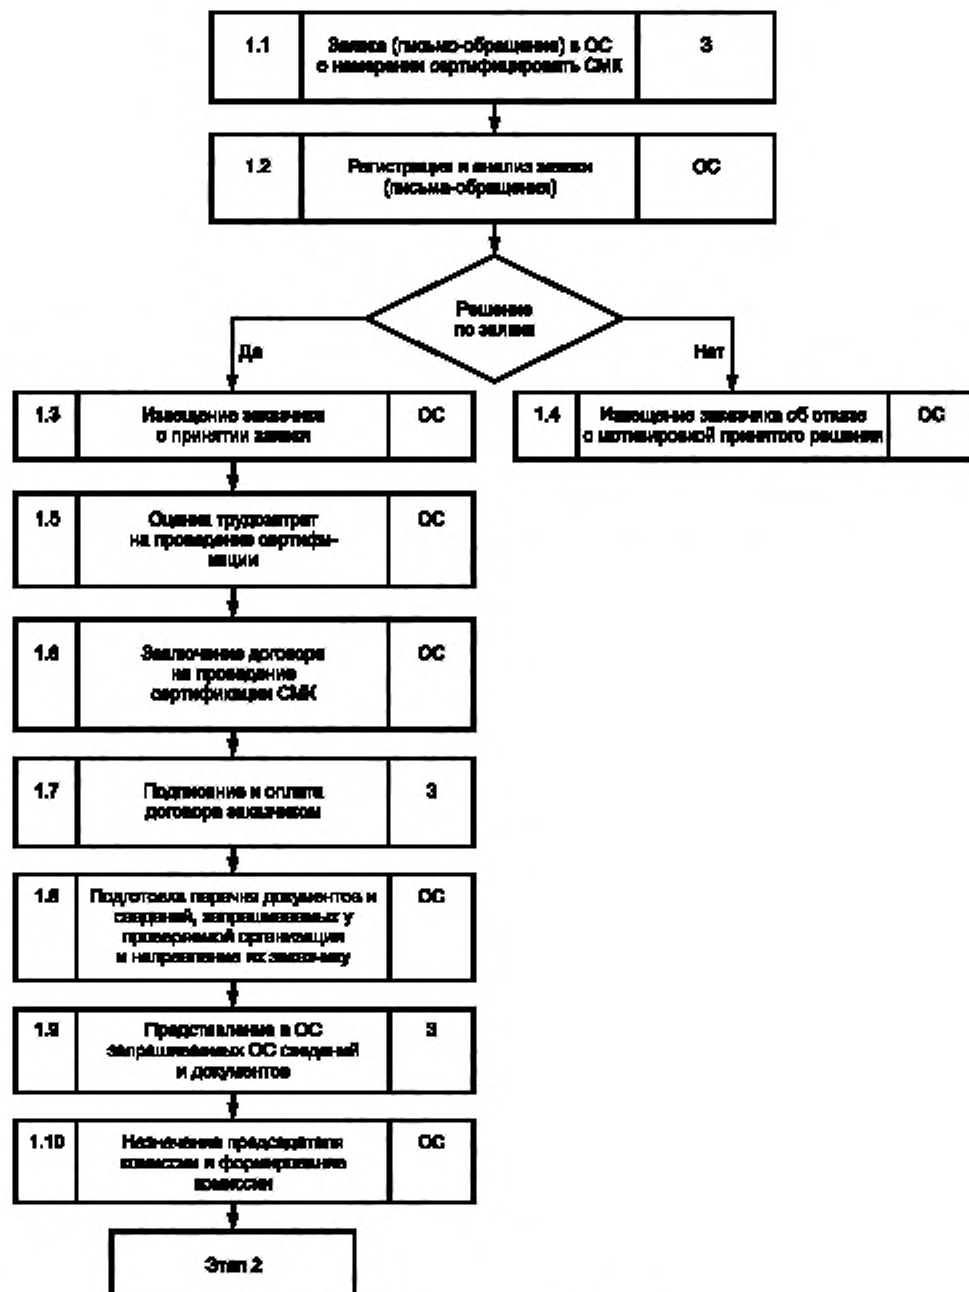 1.1
Заявка (письмо-обращение) в ОС
о намерении сертифицировать СМК
З
1.2
Регистрация и анализ заявки
(письма-обращения)
ОС
Решение
по заявке
Да
Нет
1.3
Извещение заказчика
о принятии заявки
ОС
1.4
Извещение заказчика об отказе
с мотивировкой принятого решения
ОС
1.5
Оценка трудозатрат
на проведение сертифи-
кации
ОС
1.6
Заключение договора
на проведение
сертификации СМК
ОС
1.7
Подписание и оплата
договора заказчиком
З
1.8
Подготовка перечня документов и
сведений, запрашиваемых у
проверяемой организации
и направление их заказчику
ОС
1.9
Представление в ОС
запрашиваемых ОС сведений
и документов
З
1.10
Назначение председателя
комиссии и формирование
комиссии
ОС
Этап 2